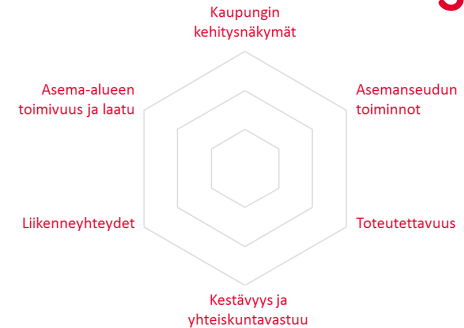 Kaupungin
kehitysnäkymät
Asema-alueen
toimivuus ja laatu
Asemanseudun
toiminnot
Liikenneyhteydet
Toteutettavuus
Kestävyys ja
yhteiskuntavastuu